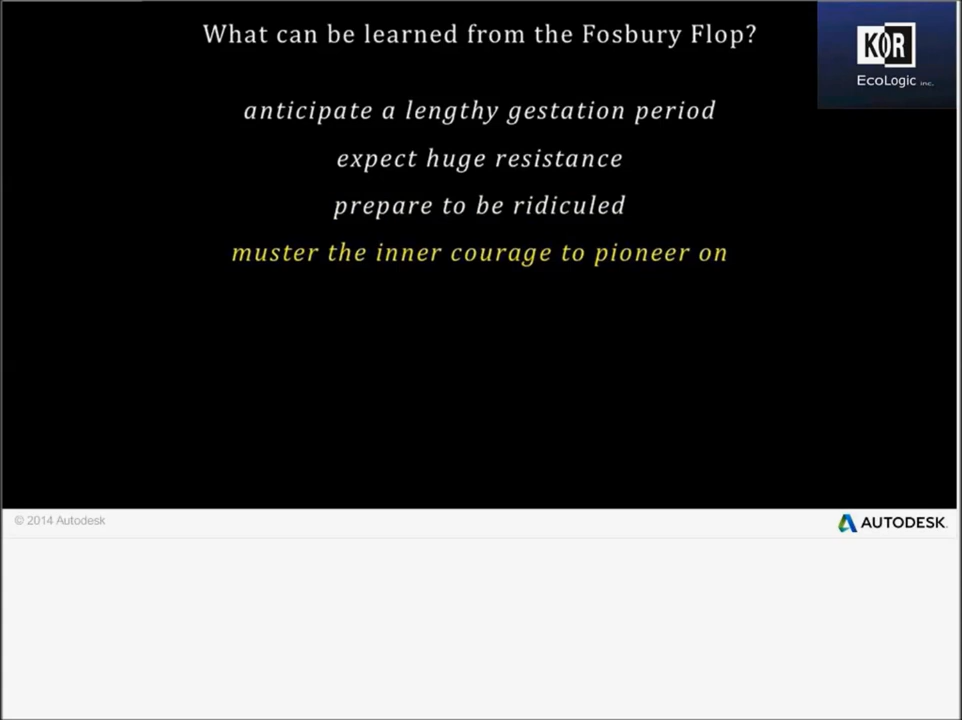 What can be learned from the Fosbury Flop?
KOR
EcoLogic inc.
anticipate a lengthy gestation period
expect huge resistance
prepare to be ridiculed
muster the inner courage to pioneer on
© 2014 Autodesk
AUTODESK.